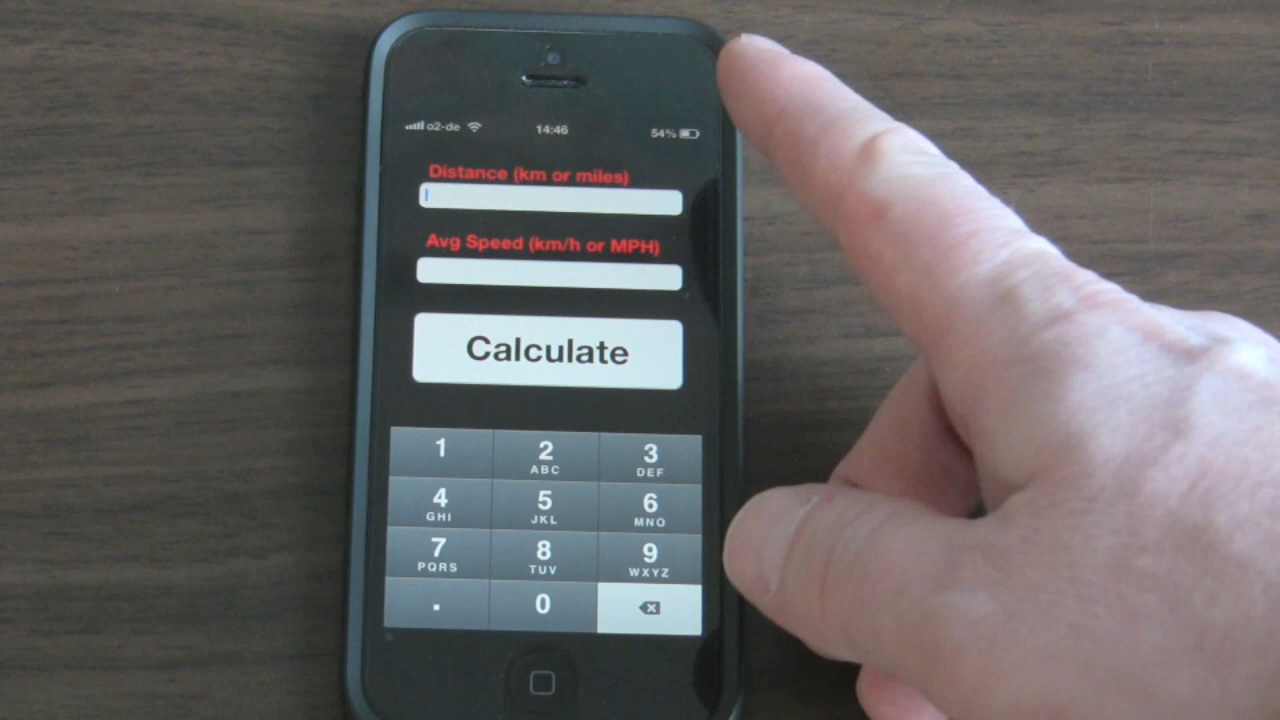 o2-de 14:46 54%
Distance (km or miles)
Avg Speed (km/h or MPH)
Calculate
1 2 3
ABC DEF
4 5 6
GHI JKL MNO
7 8 9
PQRS TUV WXYZ
. 0